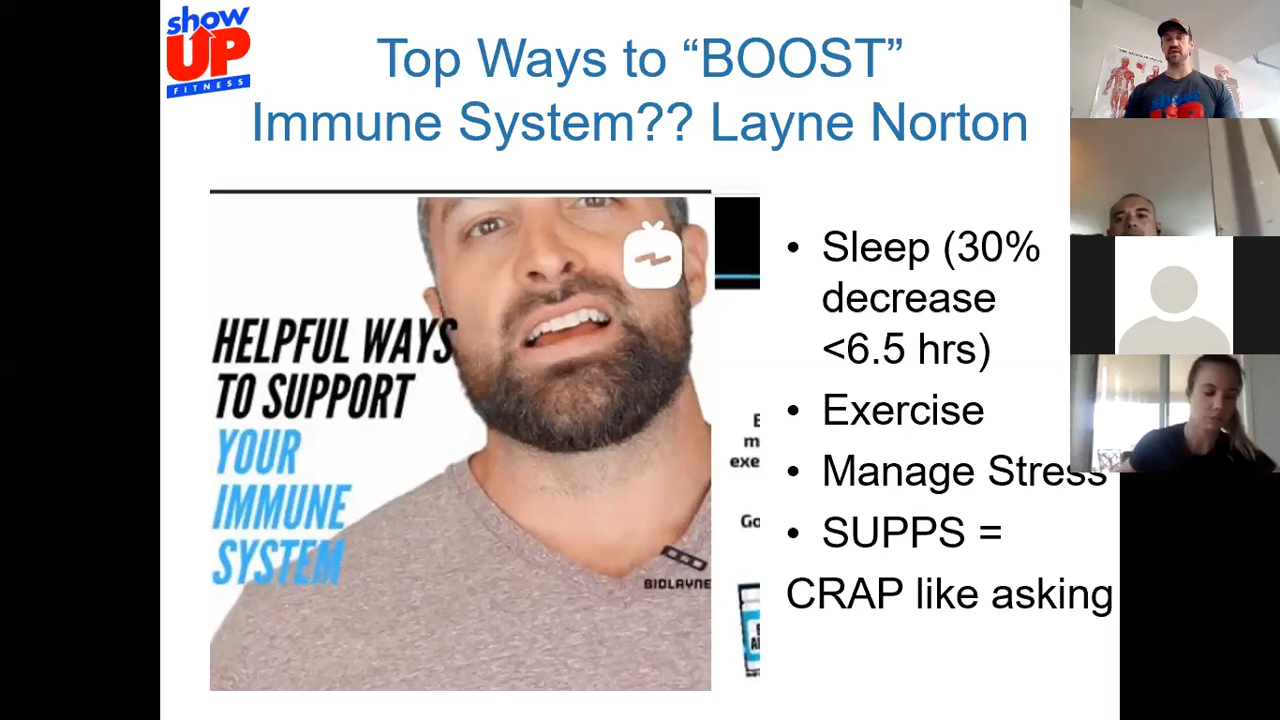 show
UP
FITNESS
Top Ways to “BOOST”
Immune System?? Layne Norton
HELPFUL WAYS
TO SUPPORT
YOUR
IMMUNE
SYSTEM
BIOLAYNE
• Sleep (30%
decrease
<6.5 hrs)
• Exercise
• Manage Stress
• SUPPS =
CRAP like asking